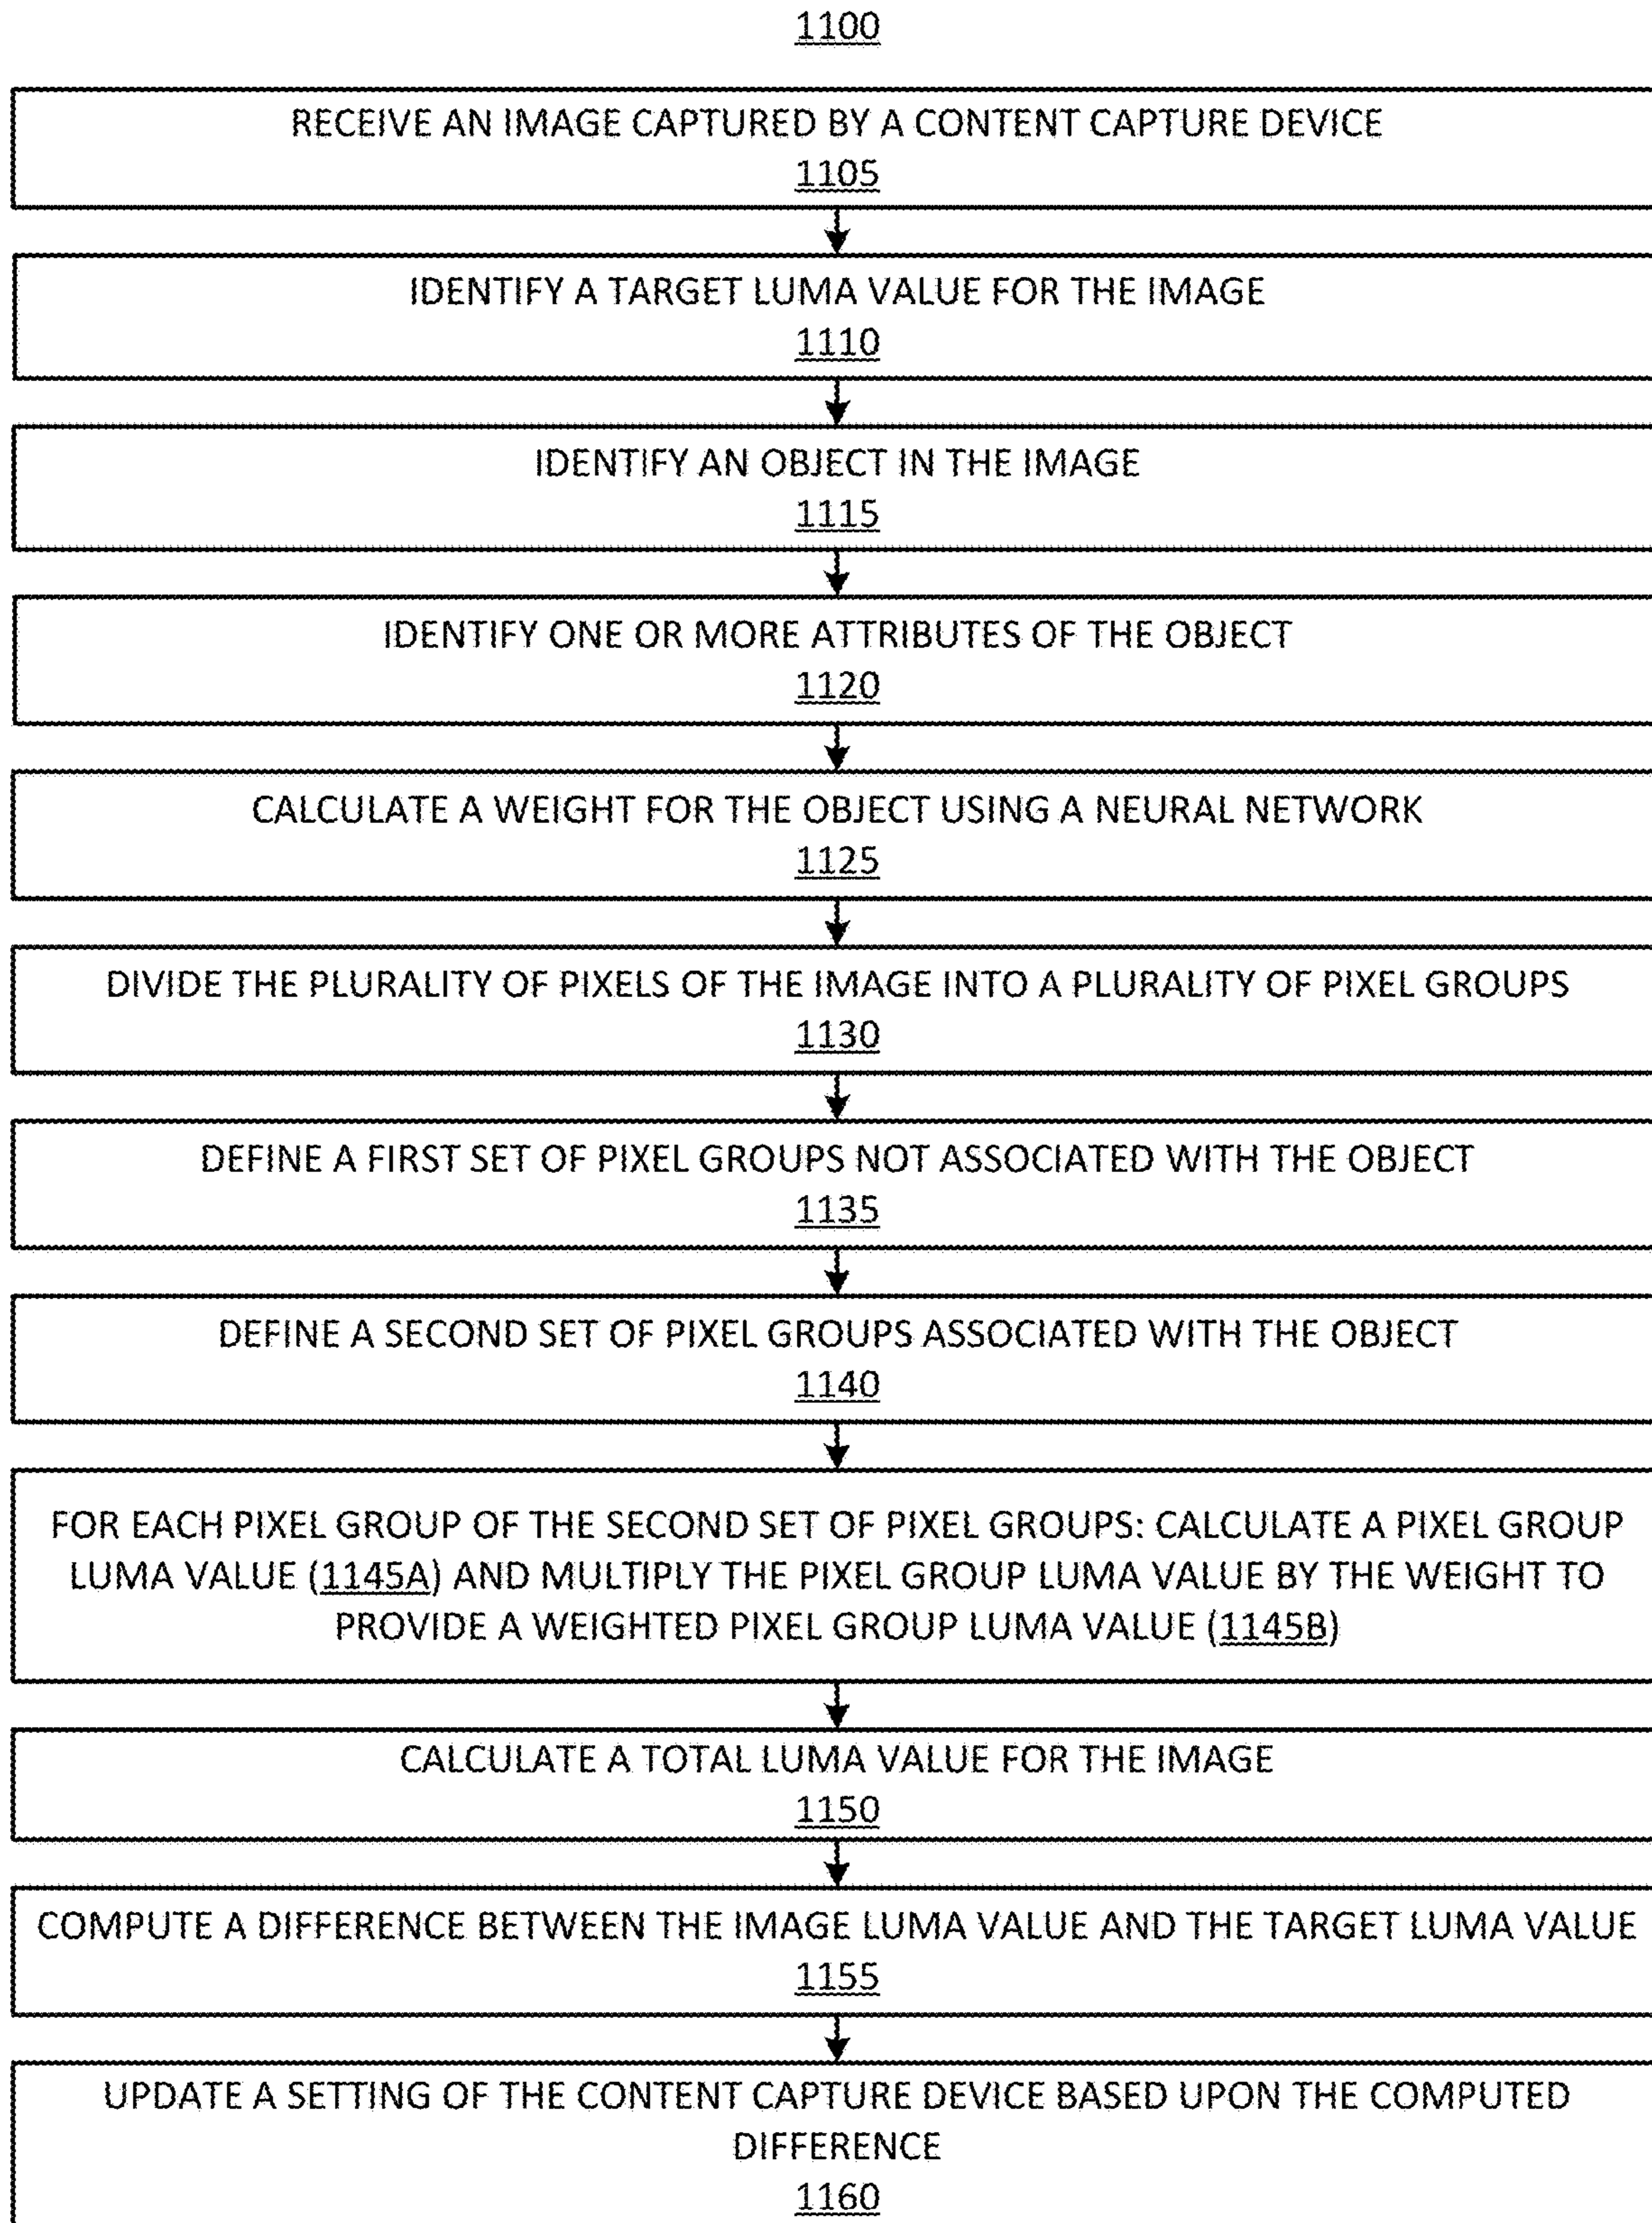 1100
RECEIVE AN IMAGE CAPTURED BY A CONTENT CAPTURE DEVICE
1105
IDENTIFY A TARGET LUMA VALUE FOR THE IMAGE
1110
IDENTIFY AN OBJECT IN THE IMAGE
1115
IDENTIFY ONE OR MORE ATTRIBUTES OF THE OBJECT
1120
CALCULATE A WEIGHT FOR THE OBJECT USING A NEURAL NETWORK
1125
DIVIDE THE PLURALITY OF PIXELS OF THE IMAGE INTO A PLURALITY OF PIXEL GROUPS
1130
DEFINE A FIRST SET OF PIXEL GROUPS NOT ASSOCIATED WITH THE OBJECT
1135
DEFINE A SECOND SET OF PIXEL GROUPS ASSOCIATED WITH THE OBJECT
1140
FOR EACH PIXEL GROUP OF THE SECOND SET OF PIXEL GROUPS: CALCULATE A PIXEL GROUP
LUMA VALUE (1145A) AND MULTIPLY THE PIXEL GROUP LUMA VALUE BY THE WEIGHT TO
PROVIDE A WEIGHTED PIXEL GROUP LUMA VALUE (1145B)
CALCULATE A TOTAL LUMA VALUE FOR THE IMAGE
1150
COMPUTE A DIFFERENCE BETWEEN THE IMAGE LUMA VALUE AND THE TARGET LUMA VALUE
1155
UPDATE A SETTING OF THE CONTENT CAPTURE DEVICE BASED UPON THE COMPUTED
DIFFERENCE
1160